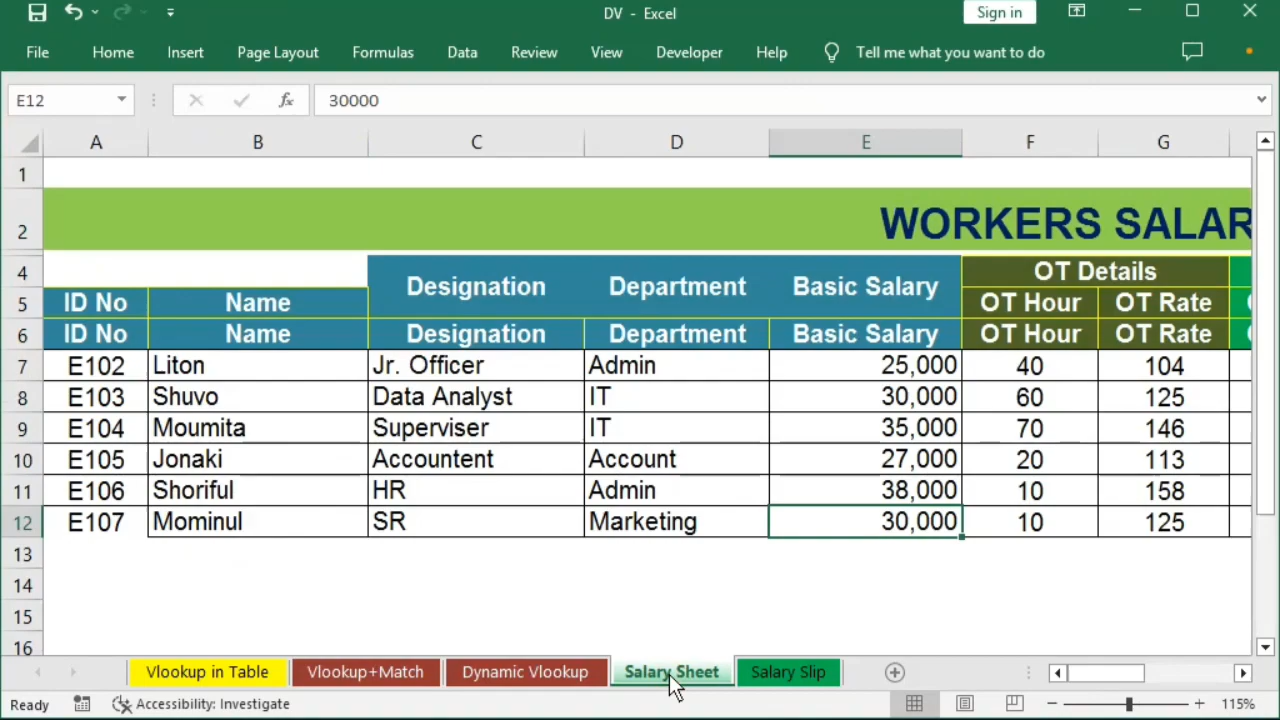 DV - Excel
Sign in
File Home Insert Page Layout Formulas Data Review View Developer Help Tell me what you want to do
E12 fx 30000
A B C D E F G
1
2 WORKERS SALAR
4 Designation Department Basic Salary OT Details
5 ID No Name OT Hour OT Rate
6 ID No Name Designation Department Basic Salary OT Hour OT Rate
7 E102 Liton Jr. Officer Admin 25,000 40 104
8 E103 Shuvo Data Analyst IT 30,000 60 125
9 E104 Moumita Superviser IT 35,000 70 146
10 E105 Jonaki Accountent Account 27,000 20 113
11 E106 Shoriful HR Admin 38,000 10 158
12 E107 Mominul SR Marketing 30,000 10 125
13
14
15
16
Vlookup in Table Vlookup+Match Dynamic Vlookup Salary Sheet Salary Slip
Ready Accessibility: Investigate 115%